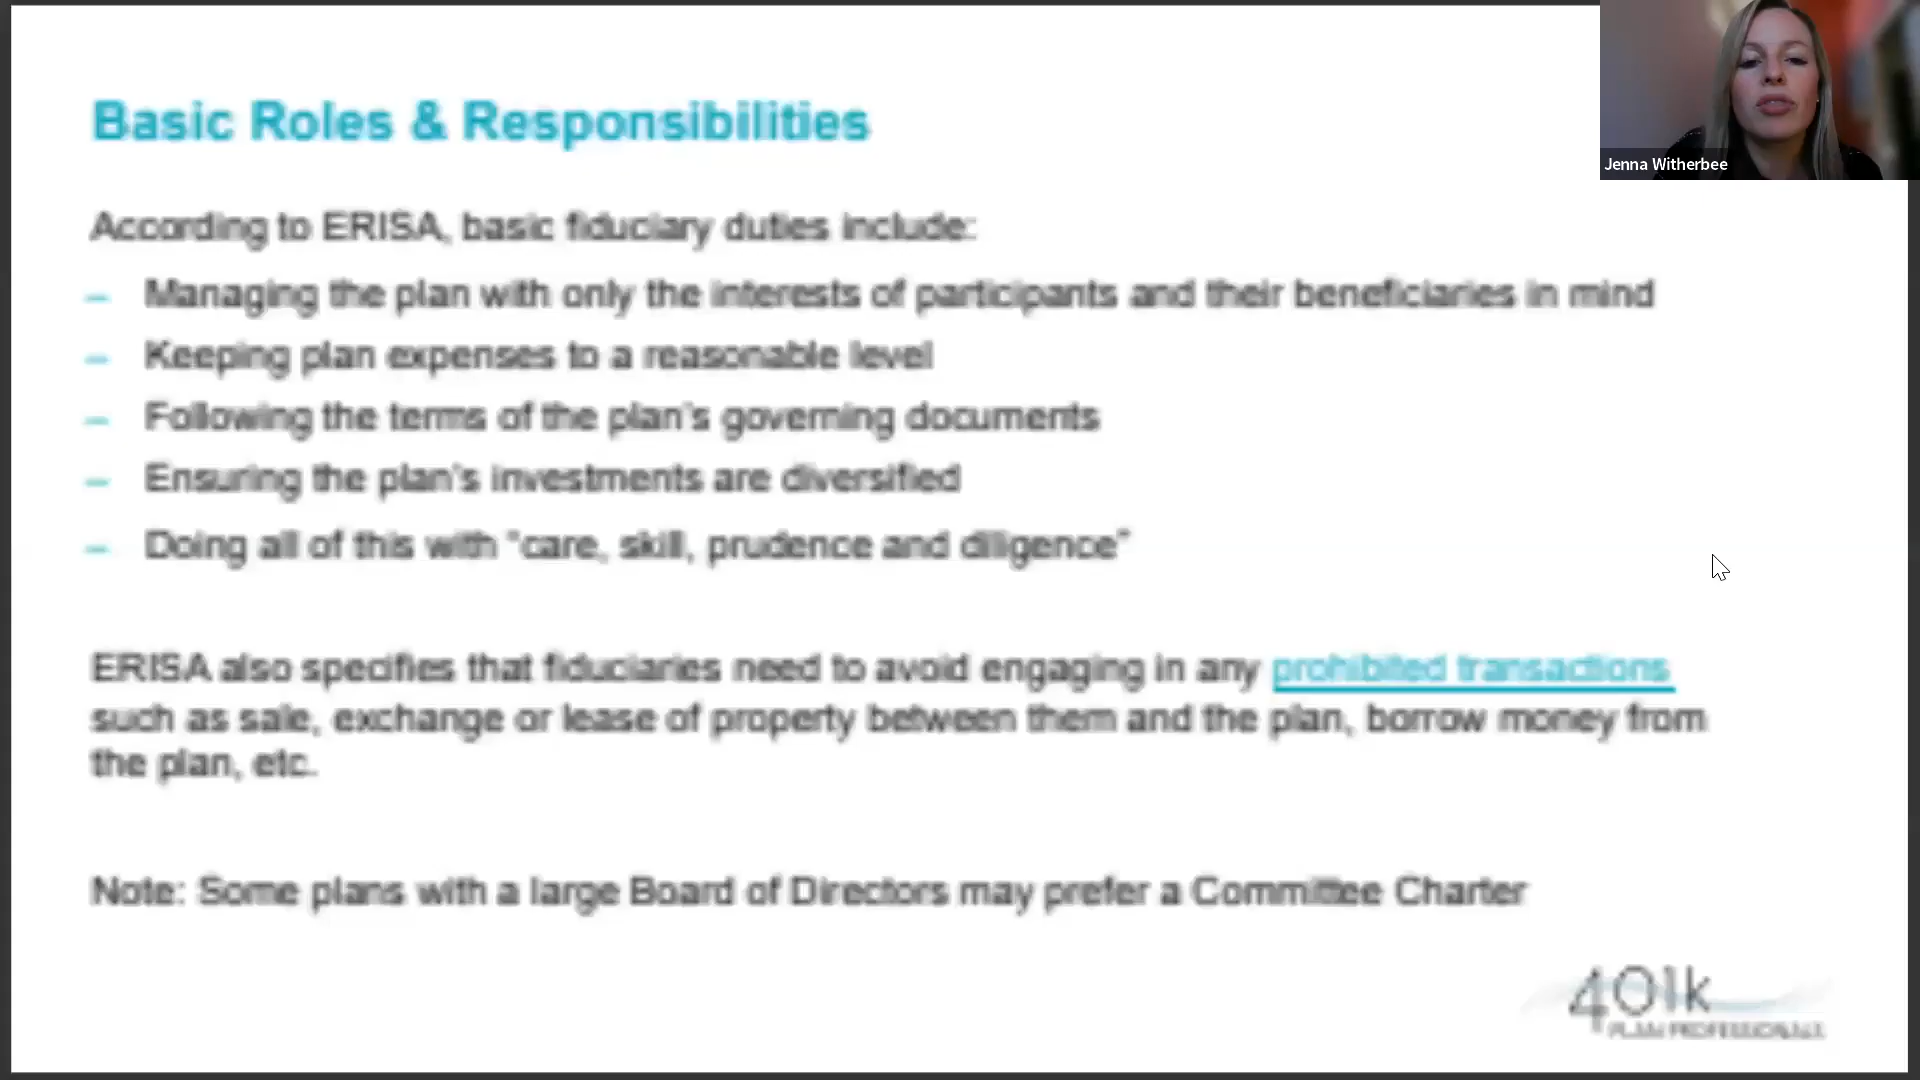 Basic Roles & Responsibilities
Jenna Witherbee
According to ERISA, basic fiduciary duties include:
– Managing the plan with only the interests of participants and their beneficiaries in mind
– Keeping plan expenses to a reasonable level
– Following the terms of the plan's governing documents
– Ensuring the plan's investments are diversified
– Doing all of this with "care, skill, prudence and diligence"
ERISA also specifies that fiduciaries need to avoid engaging in any prohibited transactions
such as sale, exchange or lease of property between them and the plan, borrow money from
the plan, etc.
Note: Some plans with a large Board of Directors may prefer a Committee Charter
401k
PLAN PROFESSIONALS